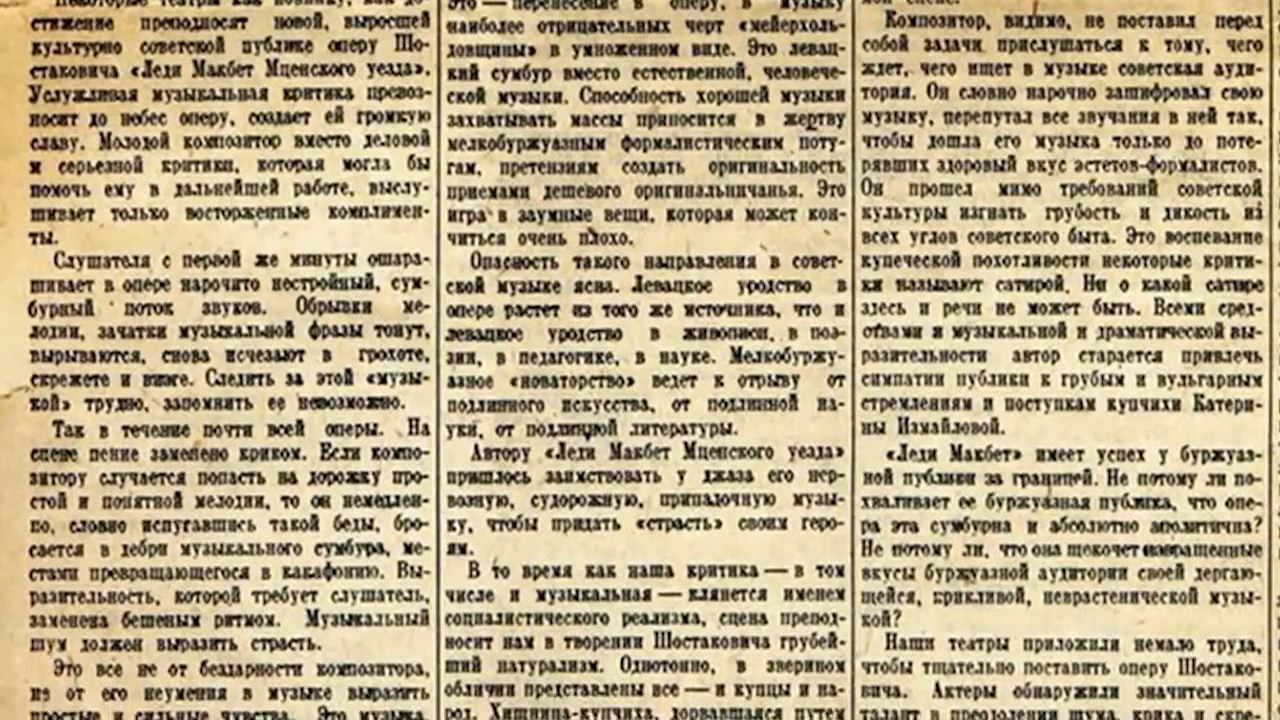 Некоторые театры как новинку, как до-
стижение преподносят новой, выросшей
культурно советской публике оперу Шо-
стаковича «Леди Макбет Мценского уезда».
Услужливая музыкальная критика превоз-
носит до небес оперу, создает ей громкую
славу. Молодой композитор вместо деловой
и серьезной критики, которая могла бы
помочь ему в дальнейшей работе, выслу-
шивает только восторженные комплимен-
ты.
Слушателя с первой же минуты ошара-
шивает в опере нарочито нестройный, сум-
бурный поток звуков. Обрывки ме-
лодии, зачатки музыкальной фразы тонут,
вырываются, снова исчезают в грохоте,
скрежете и визге. Следить за этой «музы-
кой» трудно, запомнить ее невозможно.
Так в течение почти всей оперы. На
сцене пение заменено криком. Если компо-
зитору случается попасть на дорожку про-
стой и понятной мелодии, то он немедлен-
но, словно испугавшись такой беды, бро-
сается в дебри музыкального сумбура, ме-
стами превращающегося в какафонию. Вы-
разительность, которой требует слушатель,
заменена бешеным ритмом. Музыкальный
шум должен выразить страсть.
Это все не от бездарности композитора,
не от его неумения в музыке выразить
простые и сильные чувства. Это музыка,
это — перенесение в оперу, в музыку
наиболее отрицательных черт «мейерхоль-
довщины» в умноженном виде. Это левац-
кий сумбур вместо естественной, человече-
ской музыки. Способность хорошей музыки
захватывать массы приносится в жертву
мелкобуржуазным формалистическим поту-
гам, претензиям создать оригинальность
приемами дешевого оригинальничанья. Это
игра в заумные вещи, которая может кон-
читься очень плохо.
Опасность такого направления в совет-
ской музыке ясна. Левацкое уродство в
опере растет из того же источника, что и
левацкое уродство в живописи, в поэ-
зии, в педагогике, в науке. Мелкобуржу-
азное «новаторство» ведет к отрыву от
подлинного искусства, от подлинной на-
уки, от подлинной литературы.
Автору «Леди Макбет Мценского уезда»
пришлось заимствовать у джаза его нер-
возную, судорожную, припадочную музы-
ку, чтобы придать «страсть» своим геро-
ям.
В то время как наша критика — в том
числе и музыкальная — клянется именем
социалистического реализма, сцена препод-
носит нам в творении Шостаковича грубей-
ший натурализм. Однотонно, в зверином
обличии представлены все — и купцы и на-
род. Хищница-купчиха, дорвавшаяся путем
Композитор, видимо, не поставил перед
собой задачи прислушаться к тому, чего
ждет, чего ищет в музыке советская ауди-
тория. Он словно нарочно зашифровал свою
музыку, перепутал все звучания в ней так,
чтобы дошла его музыка только до поте-
рявших здоровый вкус эстетов-формалистов.
Он прошел мимо требований советской
культуры изгнать грубость и дикость из
всех углов советского быта. Это воспевание
купеческой похотливости некоторые крити-
ки называют сатирой. Ни о какой сатире
здесь и речи не может быть. Всеми сред-
ствами и музыкальной и драматической вы-
разительности автор старается привлечь
симпатии публики к грубым и вульгарным
стремлениям и поступкам купчихи Катери-
ны Измайловой.
«Леди Макбет» имеет успех у буржуаз-
ной публики за границей. Не потому ли по-
хваливает ее буржуазная публика, что опе-
ра эта сумбурна и абсолютно аполитична?
Не потому ли, что она щекочет извращенные
вкусы буржуазной аудитории своей дергаю-
щейся, крикливой, неврастенической музы-
кой?
Наши театры приложили немало труда,
чтобы тщательно поставить оперу Шостако-
вича. Актеры обнаружили значительный
талант в преодолении шума, крика и скре-